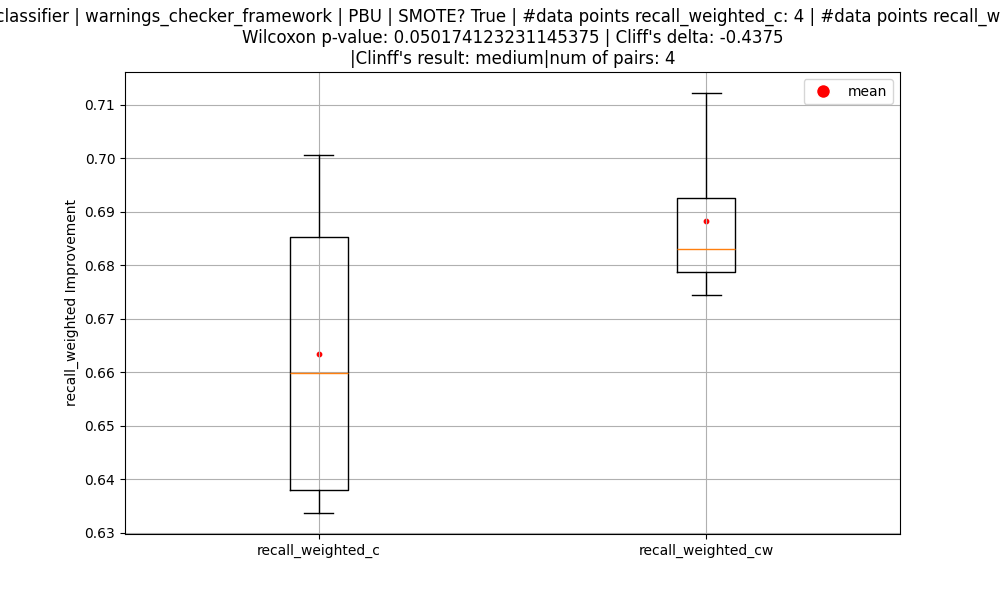 classifier | warnings_checker_framework | PBU | SMOTE? True | #data points recall_weighted_c: 4 | #data points
Wilcoxon p-value: 0.050174123231145375 | Cliff's delta: -0.4375
|Clinff's result: medium|num of pairs: 4
mean
0.71
0.70
0.69
0.68
0.67
0.66
0.65
0.64
0.63
recall_weighted Improvement
recall_weighted_c
recall_weighted_cw